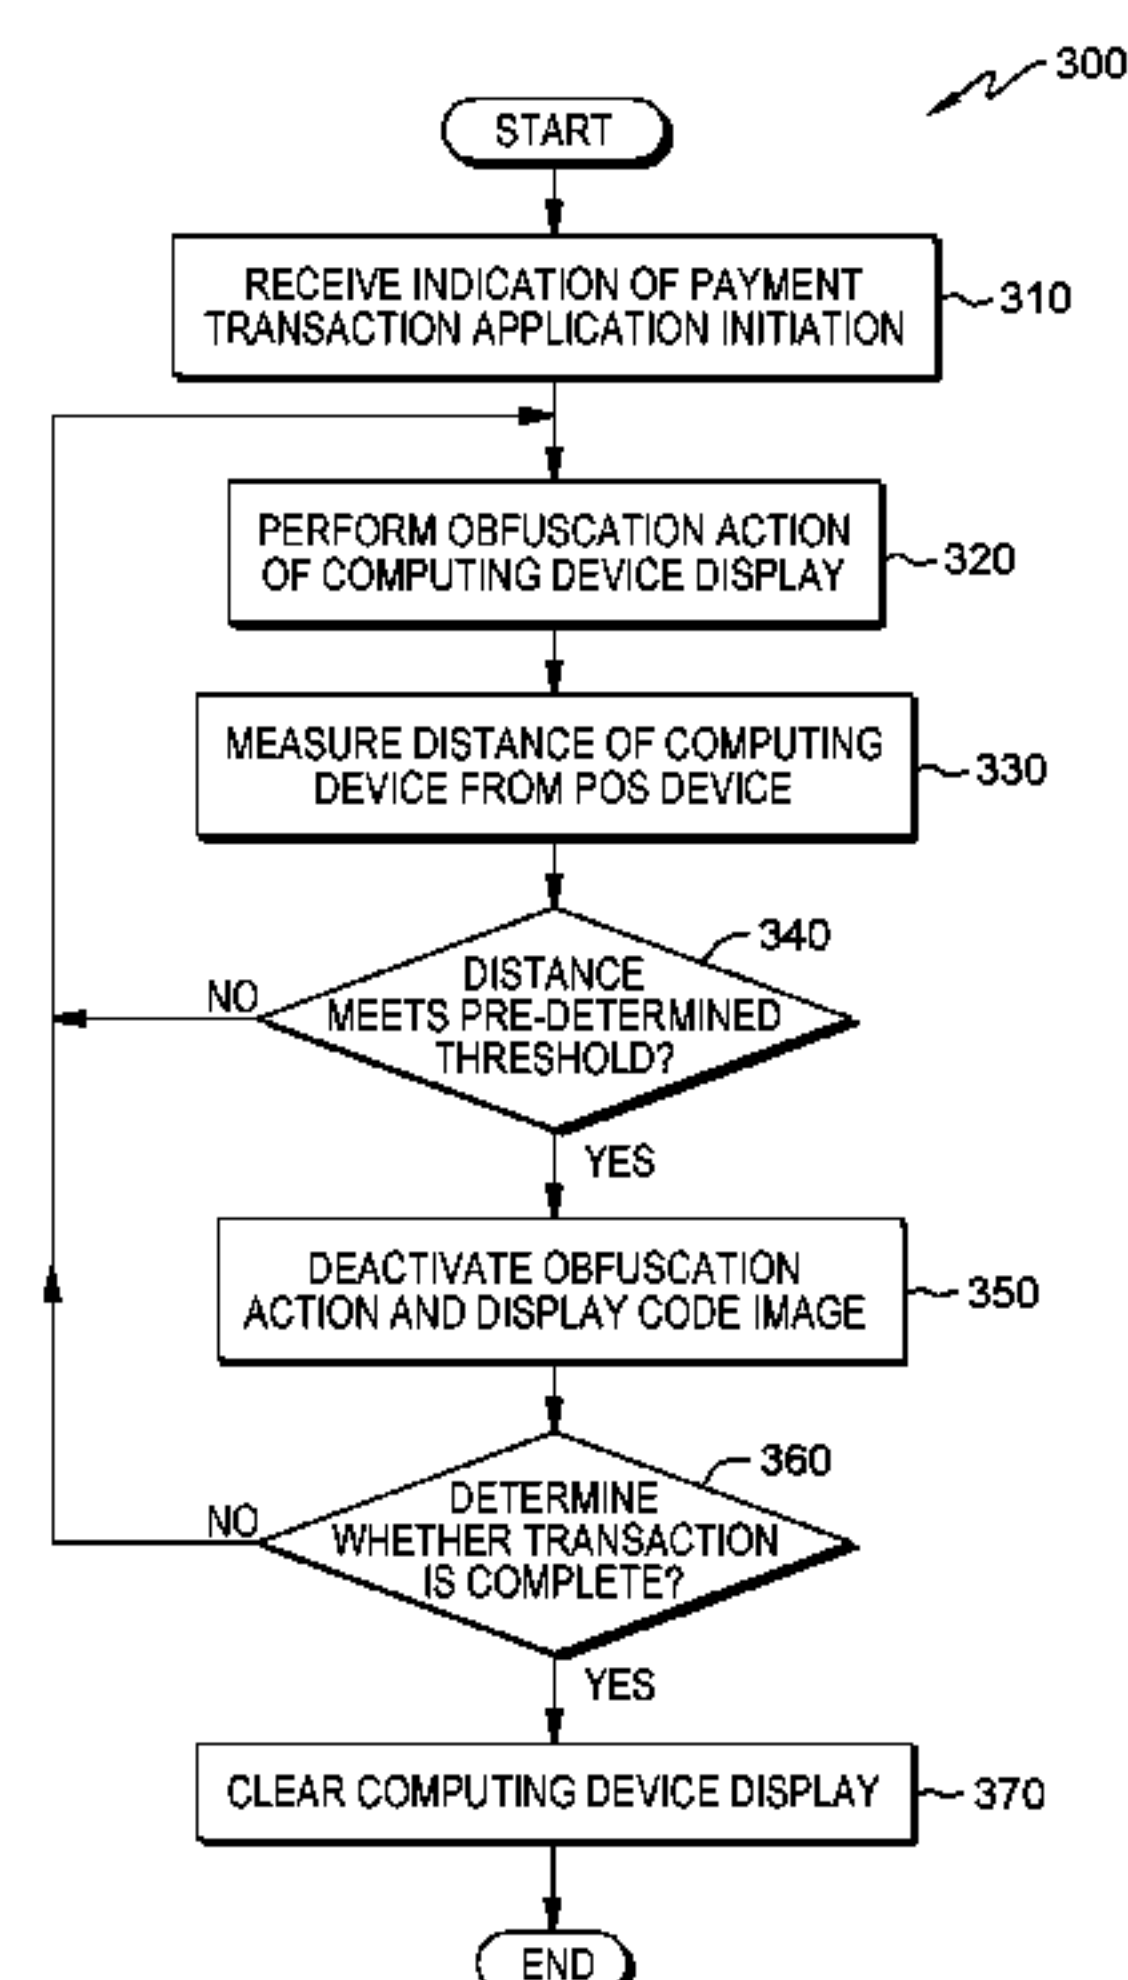 300
START
RECEIVE INDICATION OF PAYMENT
TRANSACTION APPLICATION INITIATION
310
PERFORM OBFUSCATION ACTION
OF COMPUTING DEVICE DISPLAY
320
MEASURE DISTANCE OF COMPUTING
DEVICE FROM POS DEVICE
330
340
DISTANCE
MEETS PRE-DETERMINED
THRESHOLD?
NO
YES
DEACTIVATE OBFUSCATION
ACTION AND DISPLAY CODE IMAGE
350
360
DETERMINE
WHETHER TRANSACTION
IS COMPLETE?
NO
YES
CLEAR COMPUTING DEVICE DISPLAY
370
END